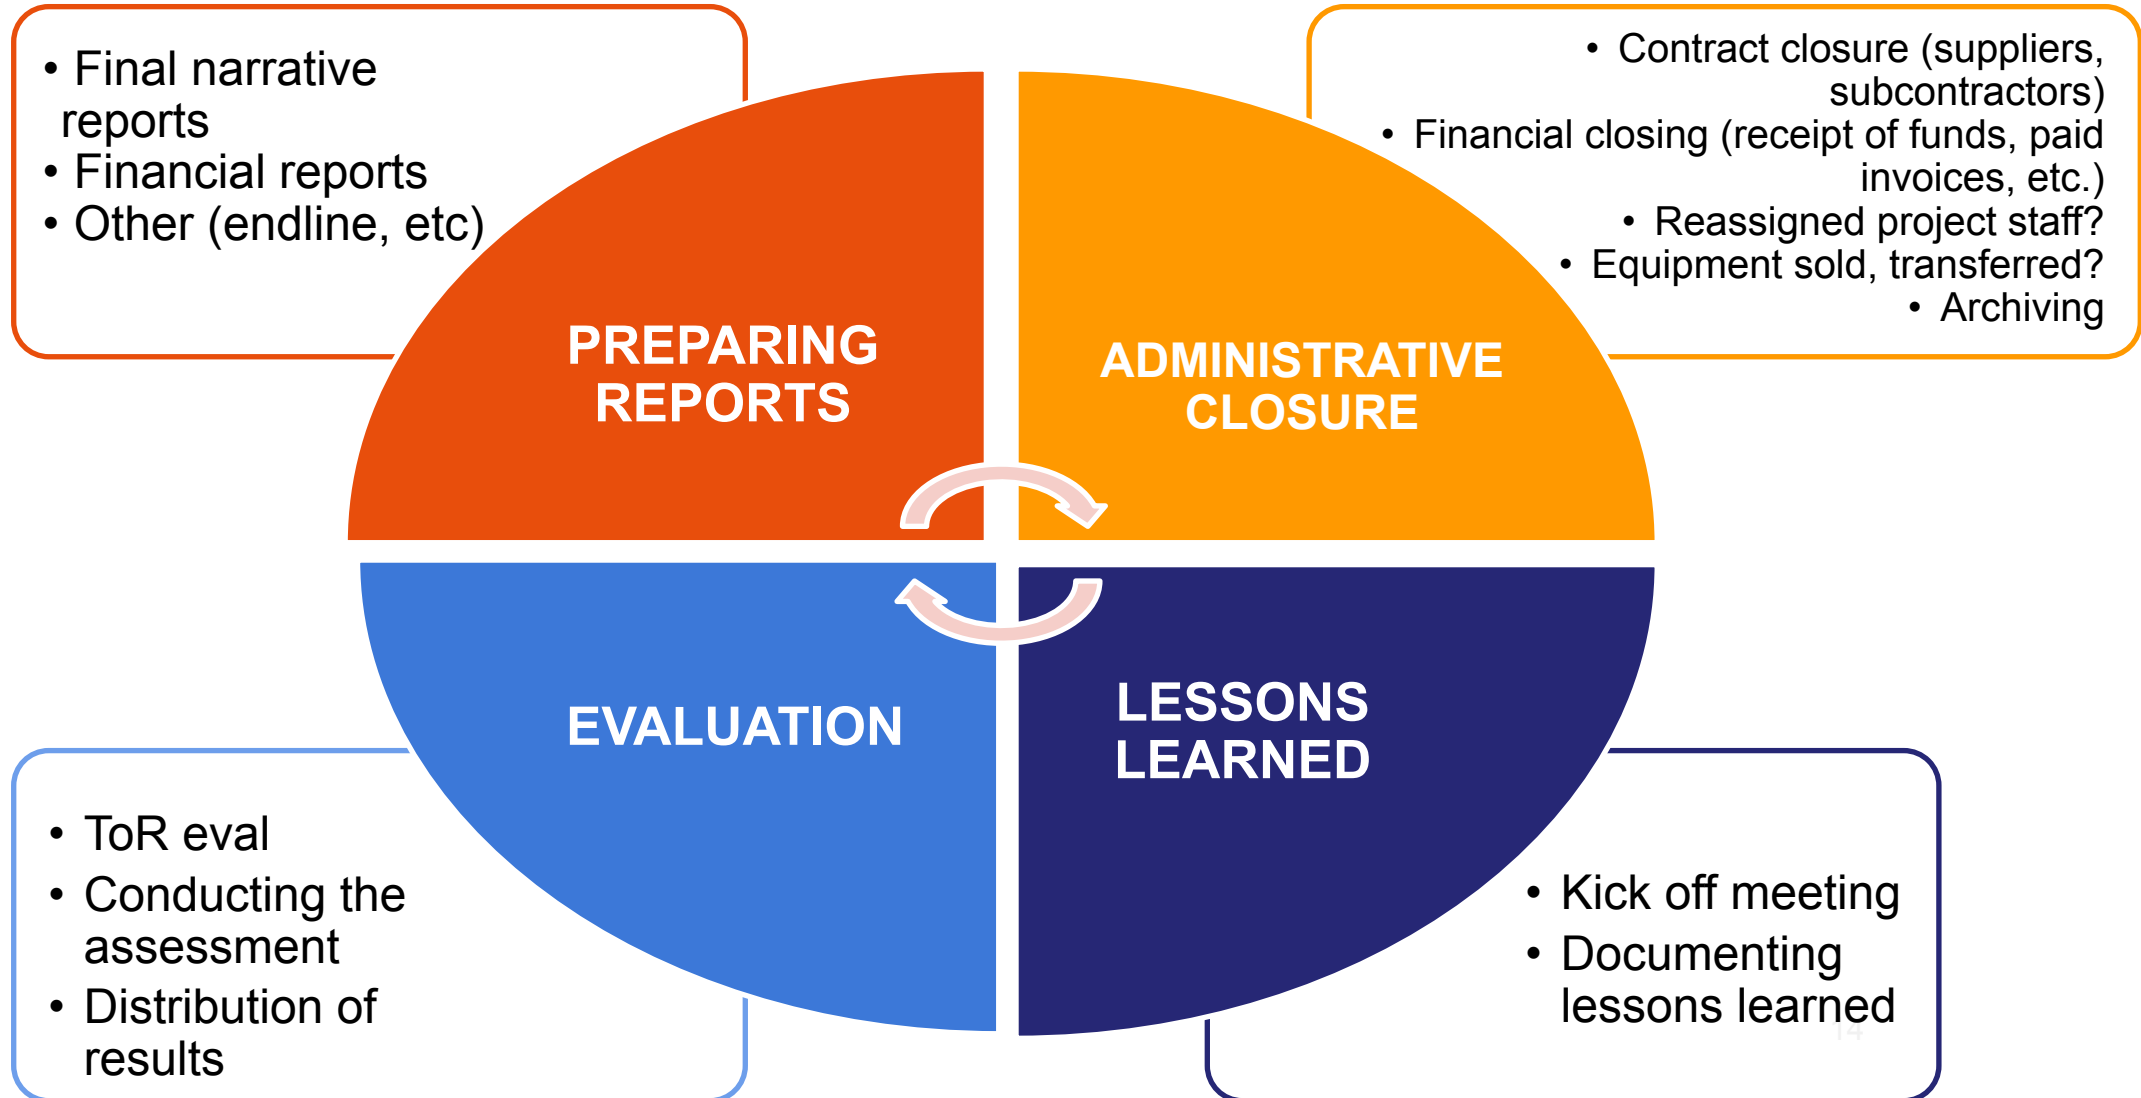 • Final narrative
reports
• Financial reports
• Other (endline, etc)
PREPARING
REPORTS
• Contract closure (suppliers,
subcontractors)
• Financial closing (receipt of funds, paid
invoices, etc.)
• Reassigned project staff?
• Equipment sold, transferred?
• Archiving
ADMINISTRATIVE
CLOSURE
EVALUATION
• ToR eval
• Conducting the
assessment
• Distribution of
results
LESSONS
LEARNED
• Kick off meeting
• Documenting
lessons learned
14